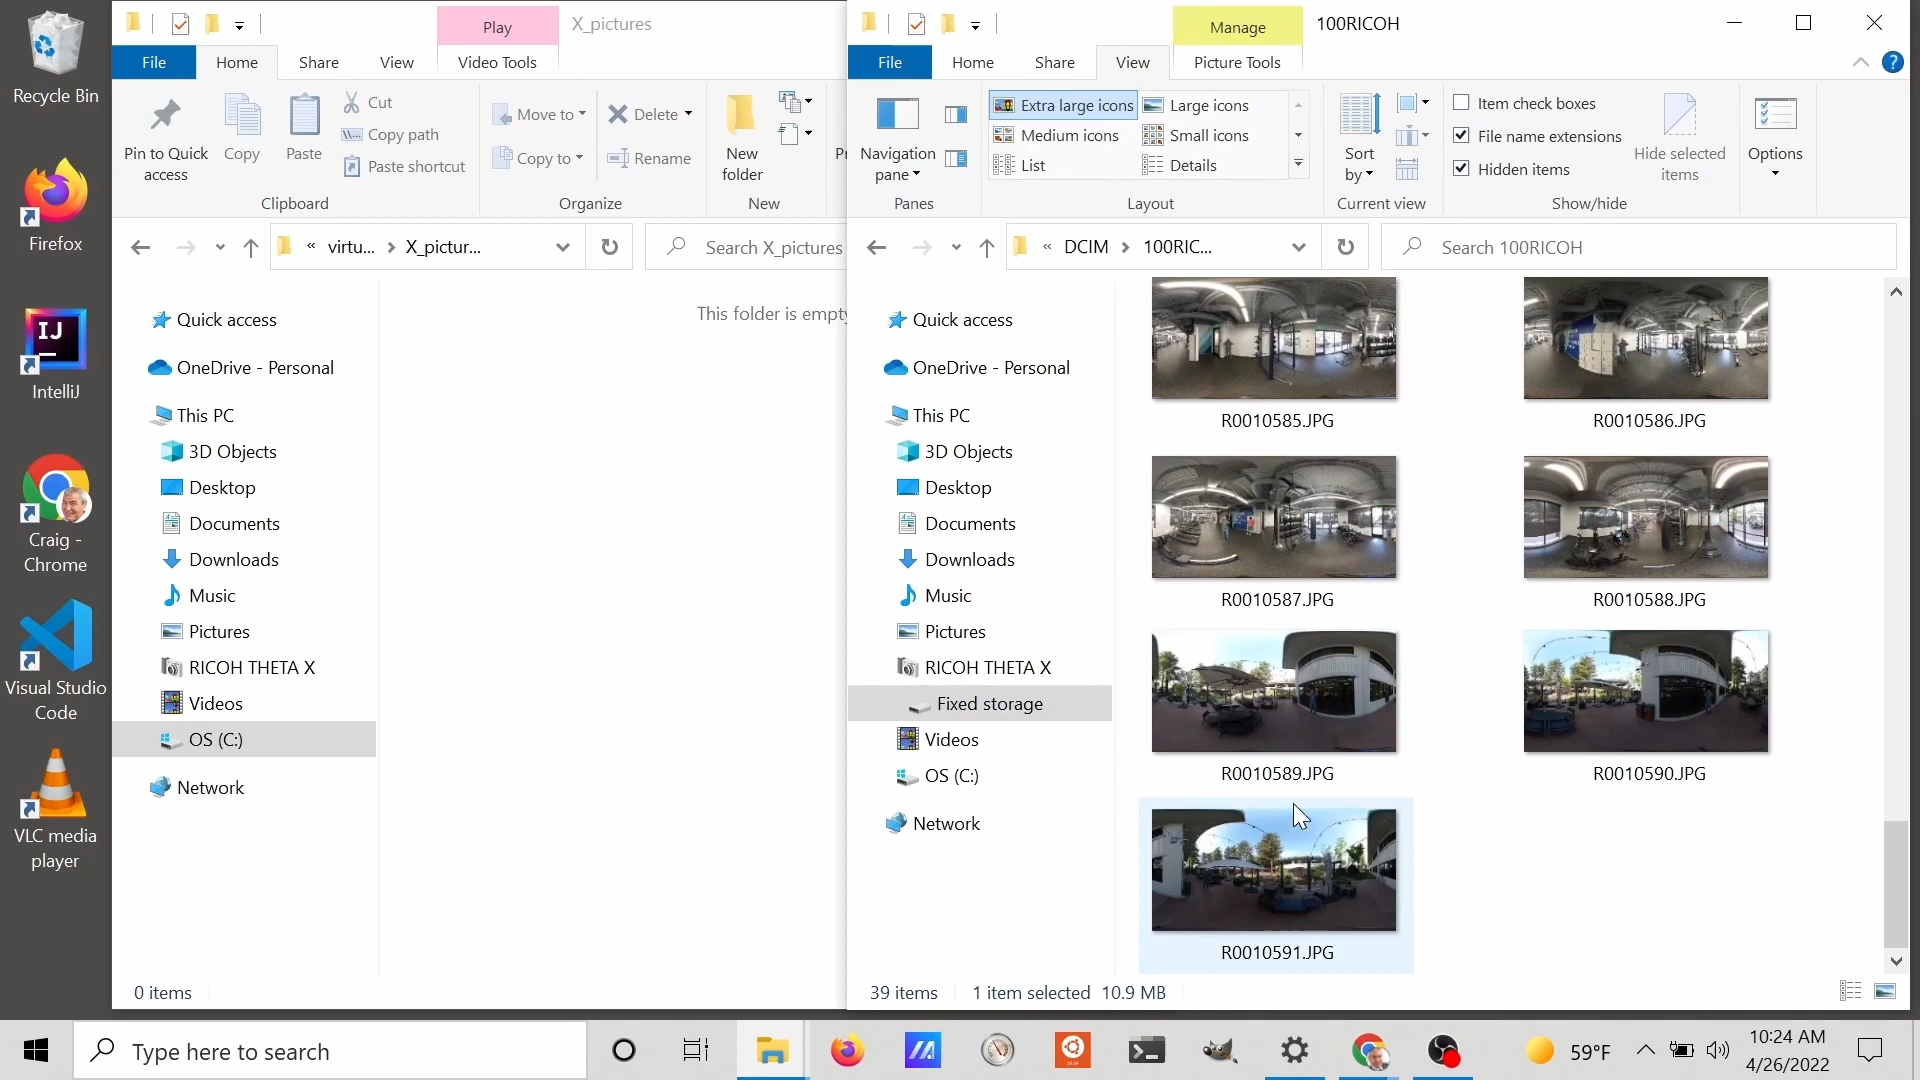 Recycle Bin
Firefox
IntelliJ
Craig -
Chrome
Visual Studio
Code
VLC media
player
Play
X_pictures
File
Home
Share
View
Video Tools
Pin to Quick
access
Copy
Paste
Cut
Copy path
Paste shortcut
Clipboard
Move to
Copy to
Delete
Rename
Organize
New
folder
New
virtu...
X_pictur...
Search X_pictures
Quick access
OneDrive - Personal
This PC
3D Objects
Desktop
Documents
Downloads
Music
Pictures
RICOH THETA X
Videos
OS (C:)
Network
This folder is empty
0 items
Manage
100RICOH
File
Home
Share
View
Picture Tools
Navigation
pane
Panes
Extra large icons
Large icons
Medium icons
Small icons
List
Details
Layout
Sort
by
Current view
Item check boxes
File name extensions
Hidden items
Hide selected
items
Show/hide
Options
« DCIM
100RIC...
Search 100RICOH
Quick access
OneDrive - Personal
This PC
3D Objects
Desktop
Documents
Downloads
Music
Pictures
RICOH THETA X
Fixed storage
Videos
OS (C:)
Network
R0010585.JPG
R0010586.JPG
R0010587.JPG
R0010588.JPG
R0010589.JPG
R0010590.JPG
R0010591.JPG
39 items
1 item selected 10.9 MB
Type here to search
59°F
10:24 AM
4/26/2022